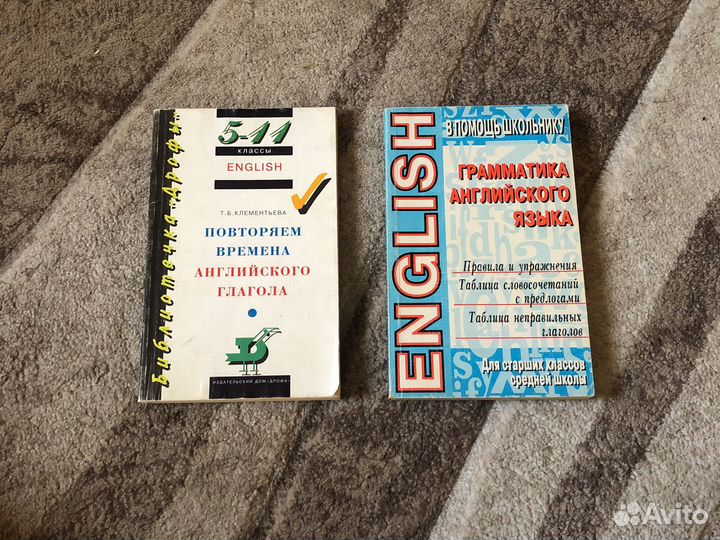 Библиотечка "Дрофы"
5-11
классы
ENGLISH
Т.Б.КЛЕМЕНТЬЕВА
ПОВТОРЯЕМ
ВРЕМЕНА
АНГЛИЙСКОГО
ГЛАГОЛА
ИЗДАТЕЛЬСКИЙ ДОМ «ДРОФА»
ENGLISH
В ПОМОЩЬ ШКОЛЬНИКУ
ГРАММАТИКА
АНГЛИЙСКОГО
ЯЗЫКА
Правила и упражнения
Таблица словосочетаний
с предлогами
Таблица неправильных
глаголов
Для старших классов
средней школы
Avito